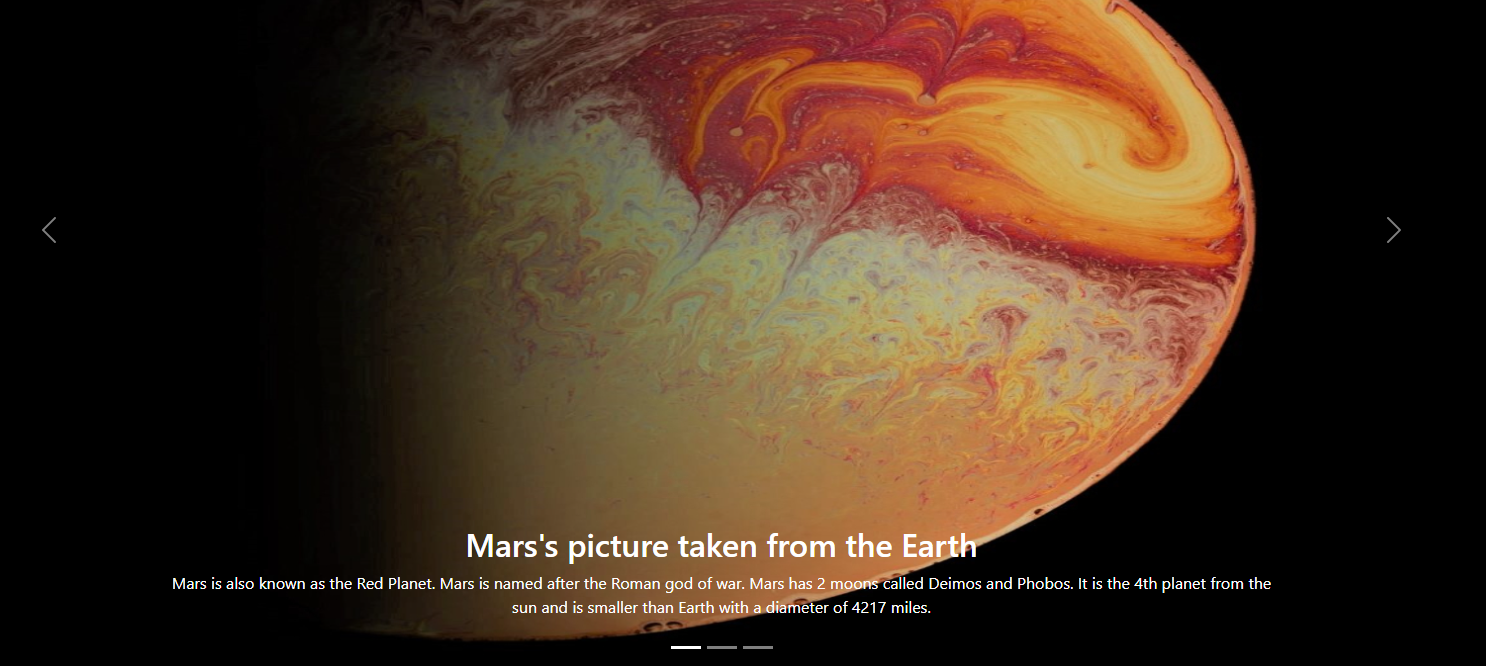 Mars's picture taken from the Earth
Mars is also known as the Red Planet. Mars is named after the Roman god of war. Mars has 2 moons called Deimos and Phobos. It is the 4th planet from the
sun and is smaller than Earth with a diameter of 4217 miles.